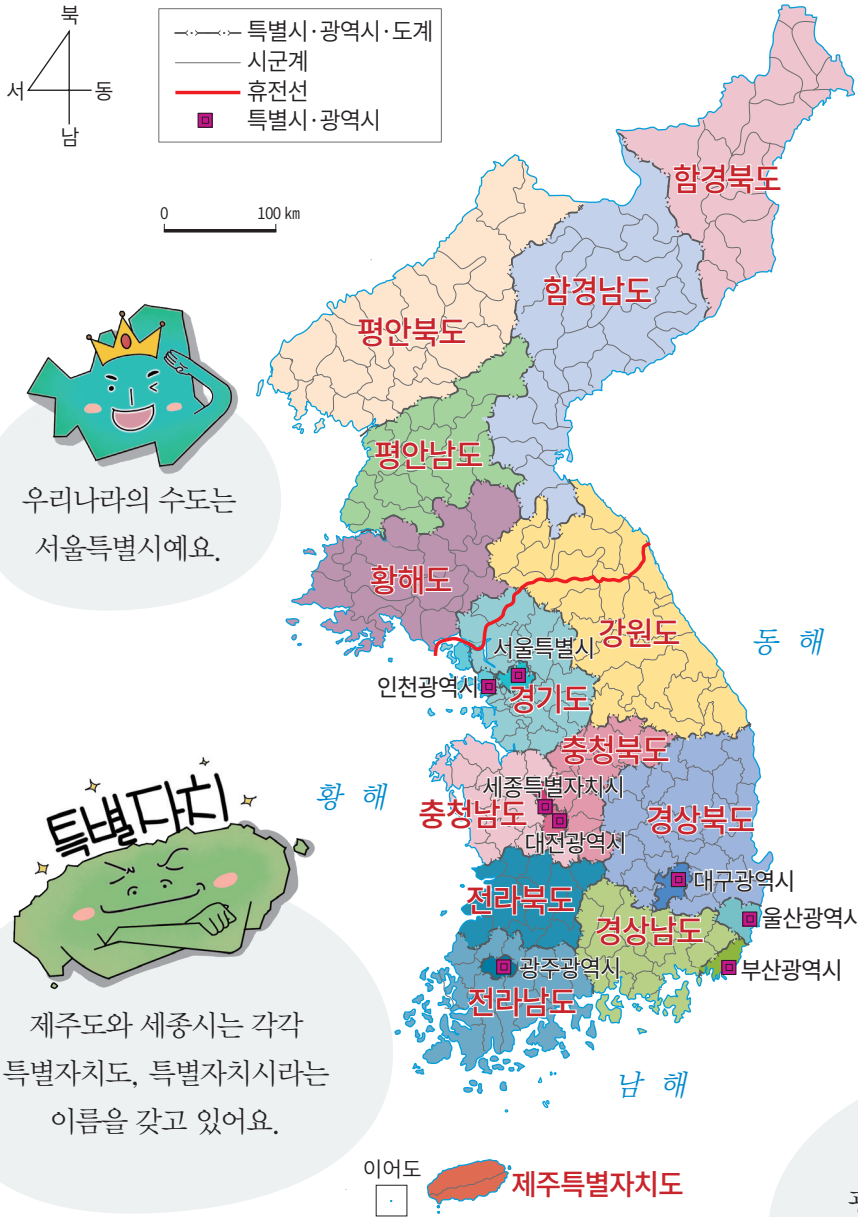 북
서 동
남
특별시·광역시·도계
시군계
휴전선
특별시·광역시
0 100 km
함경북도
함경남도
평안북도
평안남도
황해도
강원도
동 해
서울특별시
인천광역시
경기도
충청북도
황 해
세종특별자치시
충청남도
경상북도
대전광역시
대구광역시
전라북도
경상남도
울산광역시
광주광역시
부산광역시
전라남도
남 해
이어도
제주특별자치도
우리나라의 수도는
서울특별시예요.
특별자치
제주도와 세종시는 각각
특별자치도, 특별자치시라는
이름을 갖고 있어요.